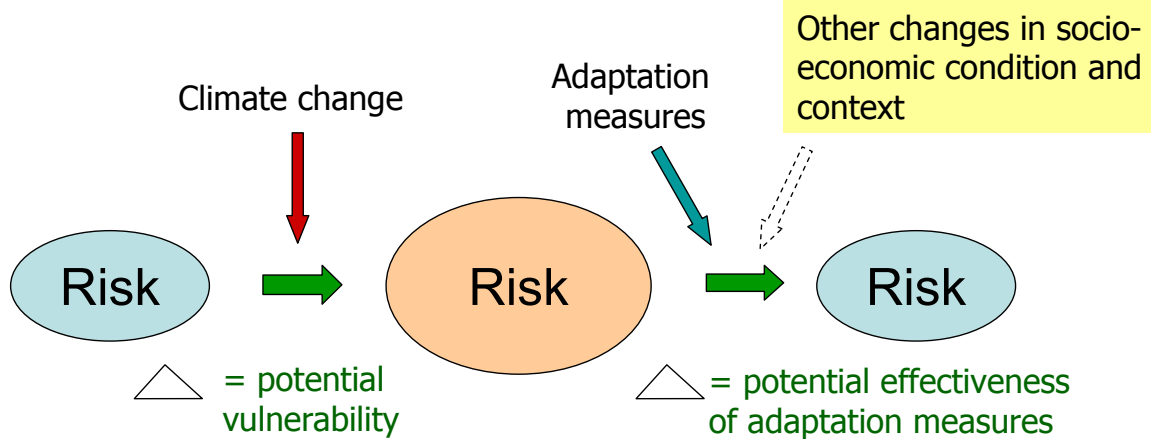 Other changes in socio-
economic condition and
context
Adaptation
measures
Climate change
Risk
Risk
Risk
= potential
vulnerability
= potential effectiveness
of adaptation measures